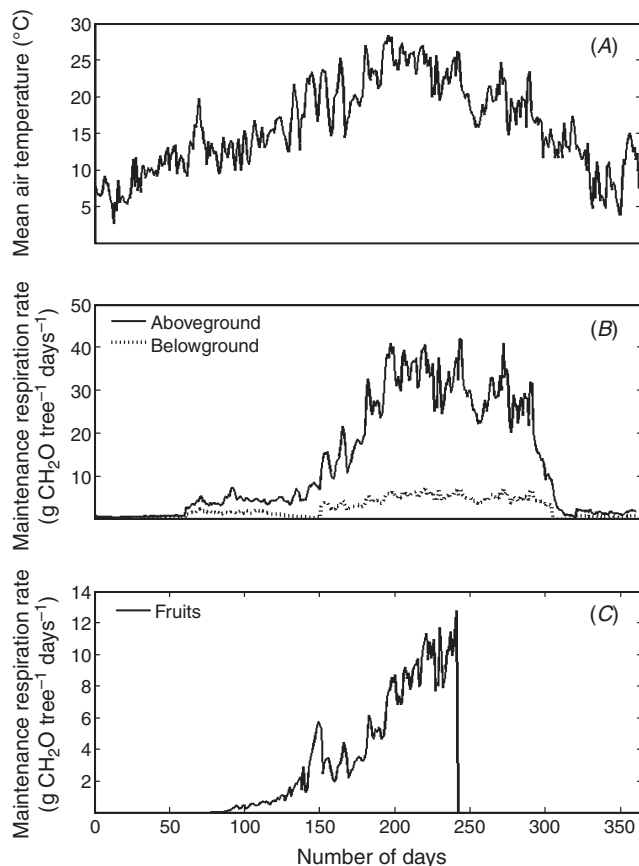 Mean air temperature (°C)
30
25
20
15
10
5
(A)
Maintenance respiration rate
(g CH₂O tree⁻¹ days⁻¹)
50
40
30
20
10
Aboveground
Belowground
(B)
Maintenance respiration rate
(g CH₂O tree⁻¹ days⁻¹)
14
12
10
8
6
4
2
Fruits
(C)
0 50 100 150 200 250 300 350
Number of days